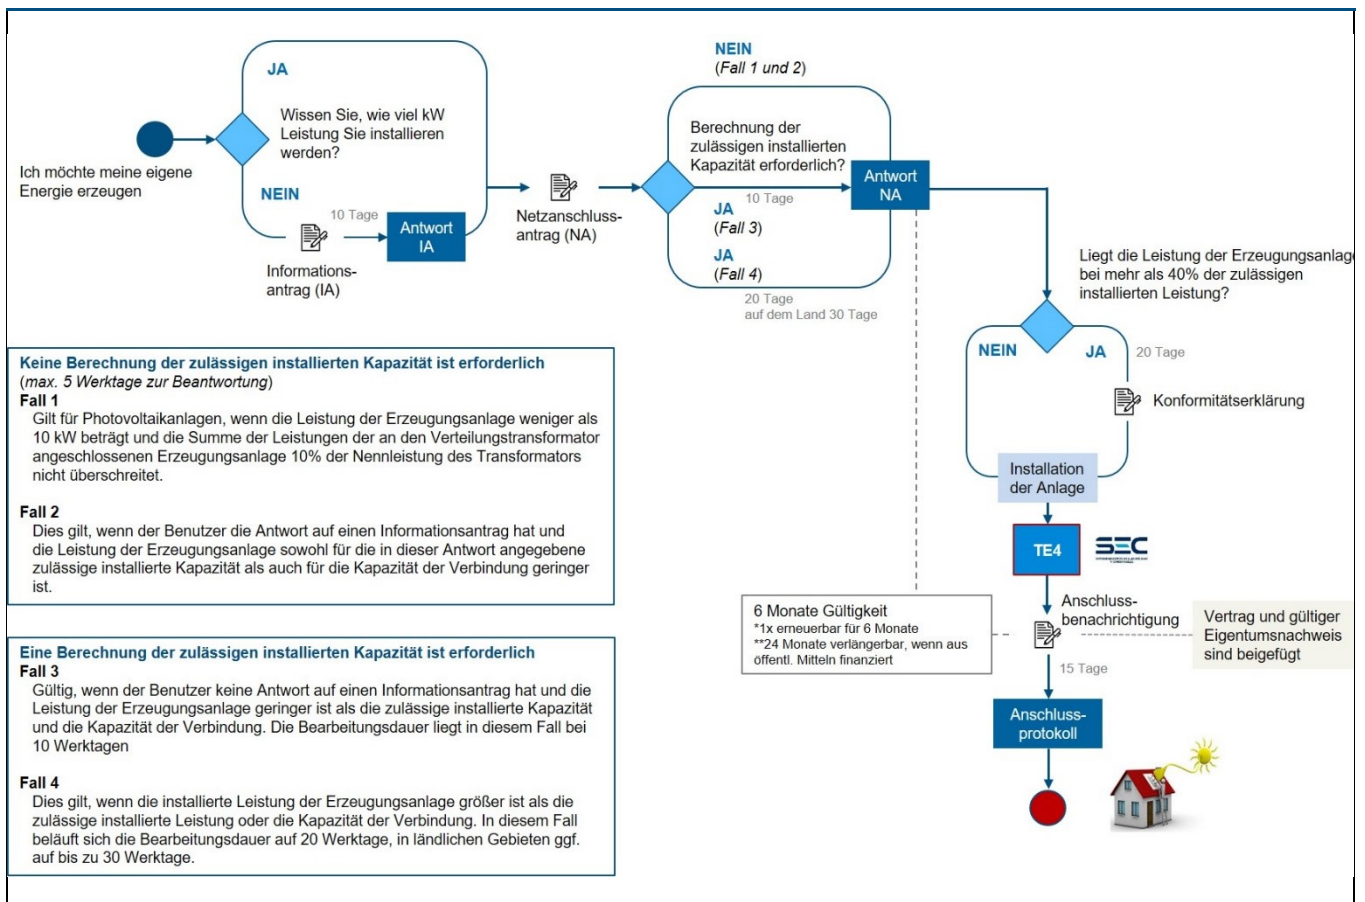 NEIN
(Fall 1 und 2)
JA
Wissen Sie, wie viel kW
Leistung Sie installieren
werden?
Ich möchte meine eigene
Energie erzeugen
NEIN
10 Tage
Antwort
IA
Informations-
antrag (IA)
Netzanschluss-
antrag (NA)
Berechnung der
zulässigen installierten
Kapazität erforderlich?
10 Tage
Antwort
NA
JA
(Fall 3)
JA
(Fall 4)
20 Tage
auf dem Land 30 Tage
Liegt die Leistung der Erzeugungsanlage
bei mehr als 40% der zulässigen
installierten Leistung?
NEIN
JA
20 Tage
Konformitätserklärung
Installation
der Anlage
TE4
SEC
Anschluss-
benachrichtigung
Vertrag und gültiger
Eigentumsnachweis
sind beigefügt
6 Monate Gültigkeit
*1x erneuerbar für 6 Monate
**24 Monate verlängerbar, wenn aus
öffentl. Mitteln finanziert
15 Tage
Anschluss-
protokoll
Keine Berechnung der zulässigen installierten Kapazität ist erforderlich
(max. 5 Werktage zur Beantwortung)
Fall 1
Gilt für Photovoltaikanlagen, wenn die Leistung der Erzeugungsanlage weniger als
10 kW beträgt und die Summe der Leistungen der an den Verteilungstransformator
angeschlossenen Erzeugungsanlage 10% der Nennleistung des Transformators
nicht überschreitet.
Fall 2
Dies gilt, wenn der Benutzer die Antwort auf einen Informationsantrag hat und
die Leistung der Erzeugungsanlage sowohl für die in dieser Antwort angegebene
zulässige installierte Kapazität als auch für die Kapazität der Verbindung geringer
ist.
Eine Berechnung der zulässigen installierten Kapazität ist erforderlich
Fall 3
Gültig, wenn der Benutzer keine Antwort auf einen Informationsantrag hat und die
Leistung der Erzeugungsanlage geringer ist als die zulässige installierte Kapazität
und die Kapazität der Verbindung. Die Bearbeitungsdauer liegt in diesem Fall bei
10 Werktagen
Fall 4
Dies gilt, wenn die installierte Leistung der Erzeugungsanlage größer ist als die
zulässige installierte Leistung oder die Kapazität der Verbindung. In diesem Fall
beläuft sich die Bearbeitungsdauer auf 20 Werktage, in ländlichen Gebieten ggf.
auf bis zu 30 Werktage.